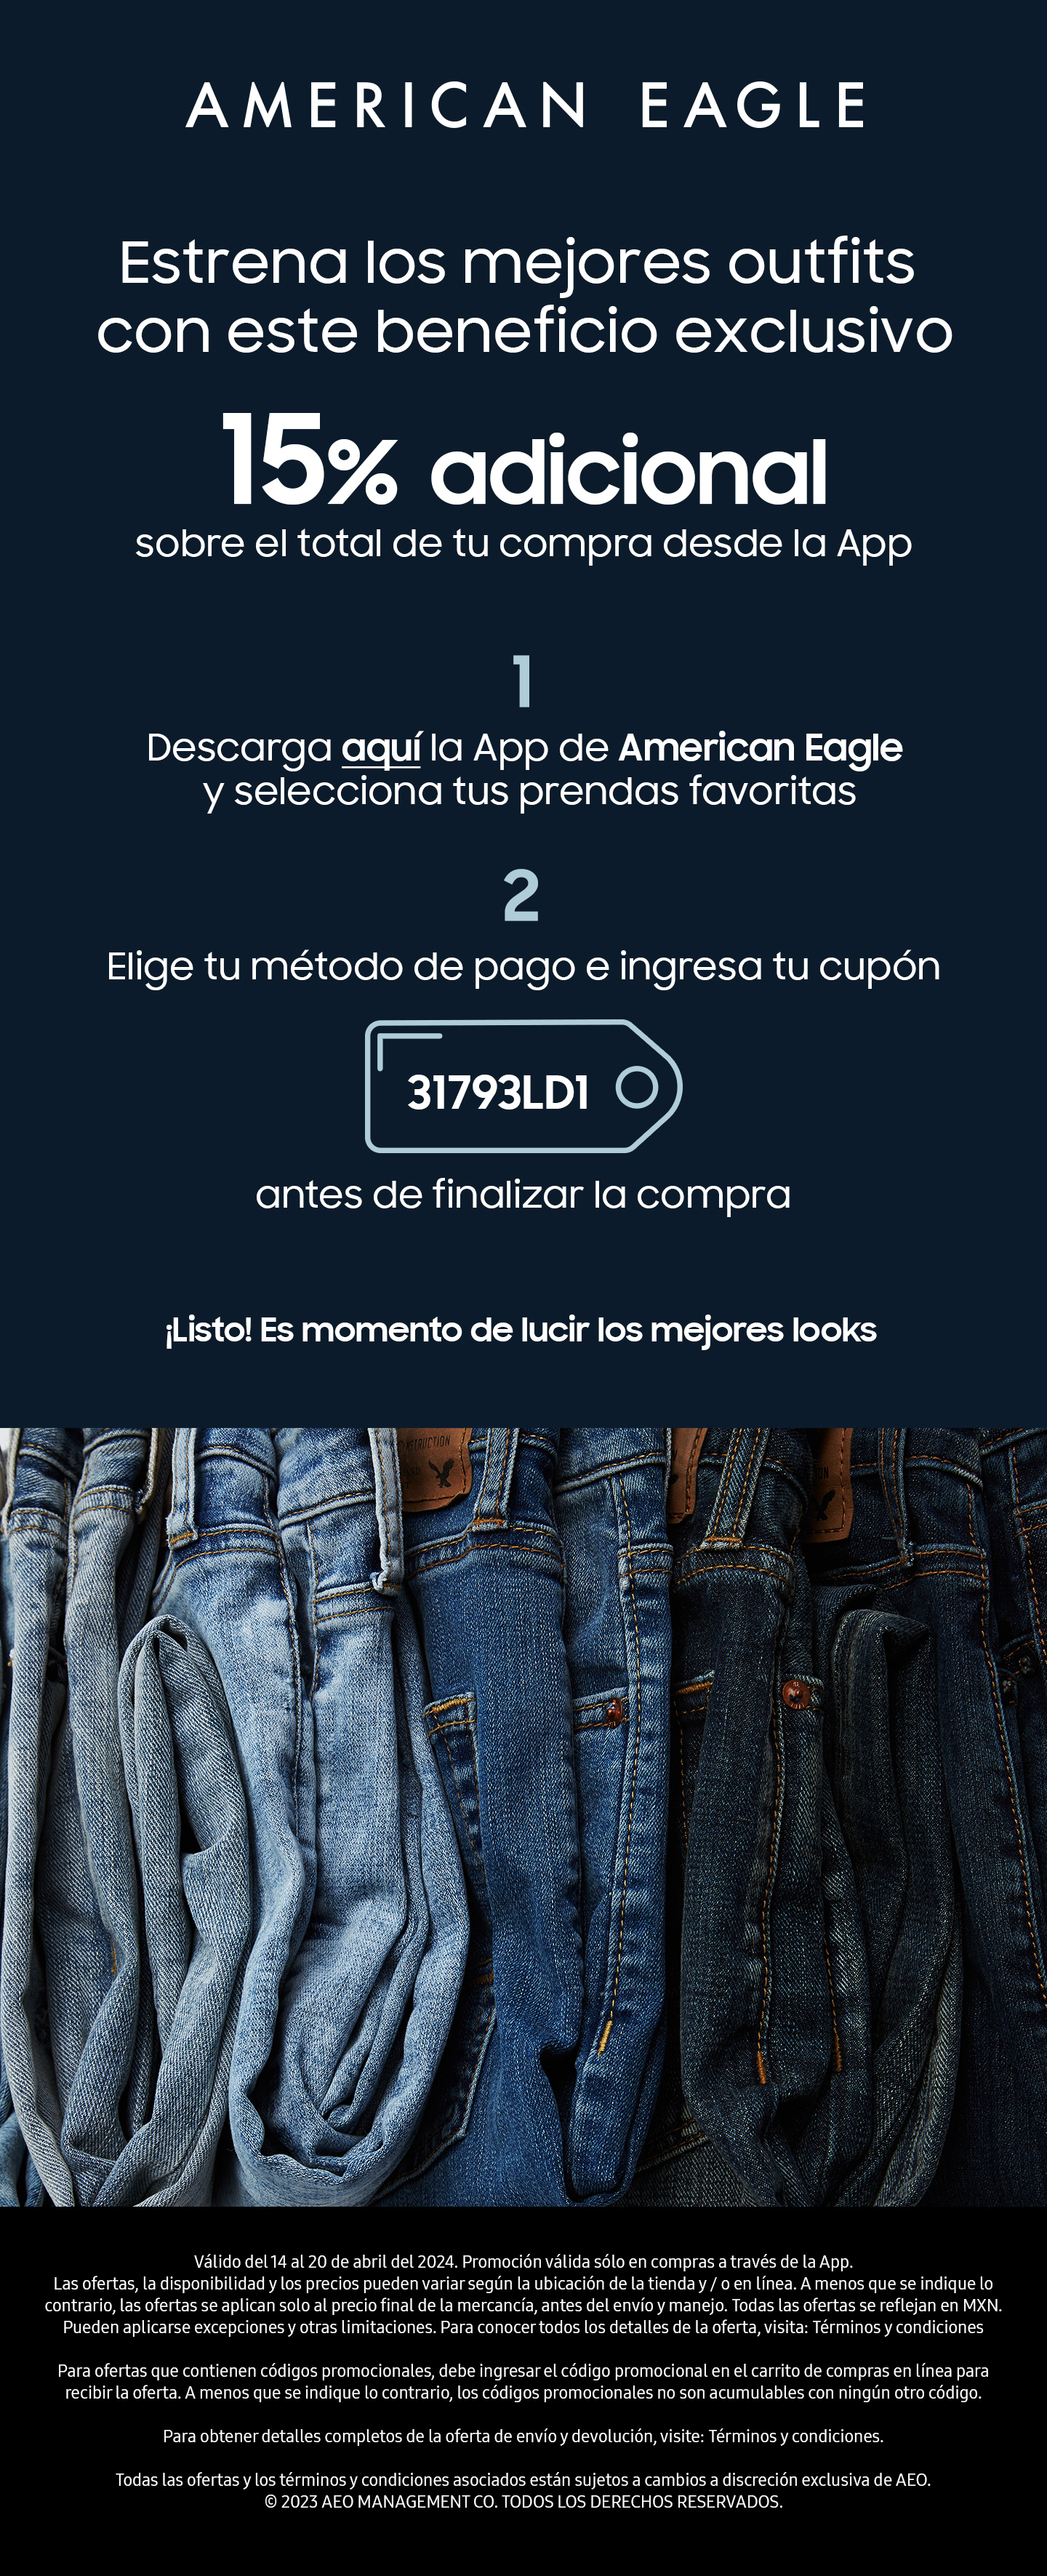 AMERICAN EAGLE
Estrena los mejores outfits
con este beneficio exclusivo
15% adicional
sobre el total de tu compra desde la App
1
Descarga aquí la App de American Eagle
y selecciona tus prendas favoritas
2
Elige tu método de pago e ingresa tu cupón
31793LD1
antes de finalizar la compra
¡Listo! Es momento de lucir los mejores looks
Válido del 14 al 20 de abril del 2024. Promoción válida sólo en compras a través de la App.
Las ofertas, la disponibilidad y los precios pueden variar según la ubicación de la tienda y / o en línea. A menos que se indique lo
contrario, las ofertas se aplican solo al precio final de la mercancía, antes del envío y manejo. Todas las ofertas se reflejan en MXN.
Pueden aplicarse excepciones y otras limitaciones. Para conocer todos los detalles de la oferta, visita: Términos y condiciones
Para ofertas que contienen códigos promocionales, debe ingresar el código promocional en el carrito de compras en línea para
recibir la oferta. A menos que se indique lo contrario, los códigos promocionales no son acumulables con ningún otro código.
Para obtener detalles completos de la oferta de envío y devolución, visite: Términos y condiciones.
Todas las ofertas y los términos y condiciones asociados están sujetos a cambios a discreción exclusiva de AEO.
© 2023 AEO MANAGEMENT CO. TODOS LOS DERECHOS RESERVADOS.